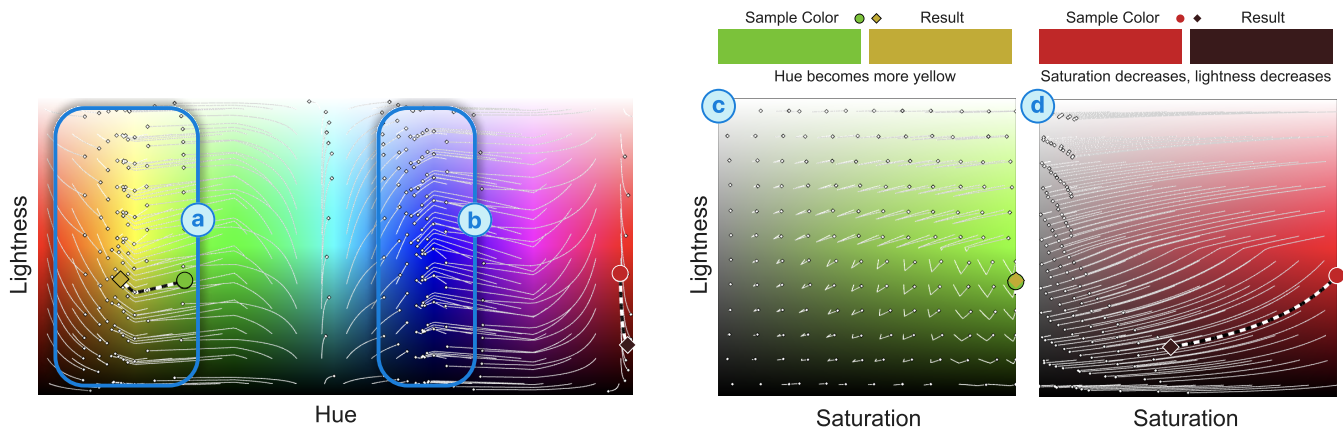 Sample Color Result
Hue becomes more yellow
Sample Color Result
Saturation decreases, lightness decreases
a
b
c
d
Lightness
Hue
Lightness
Saturation
Saturation